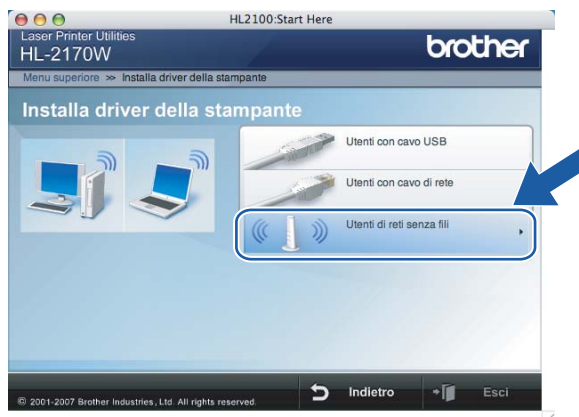 HL2100:Start Here
Laser Printer Utilities
HL-2170W
brother
Menu superiore >> Installa driver della stampante
Installa driver della stampante
Utenti con cavo USB
Utenti con cavo di rete
Utenti di reti senza fili
© 2001-2007 Brother Industries, Ltd. All rights reserved.
Indietro
Esci